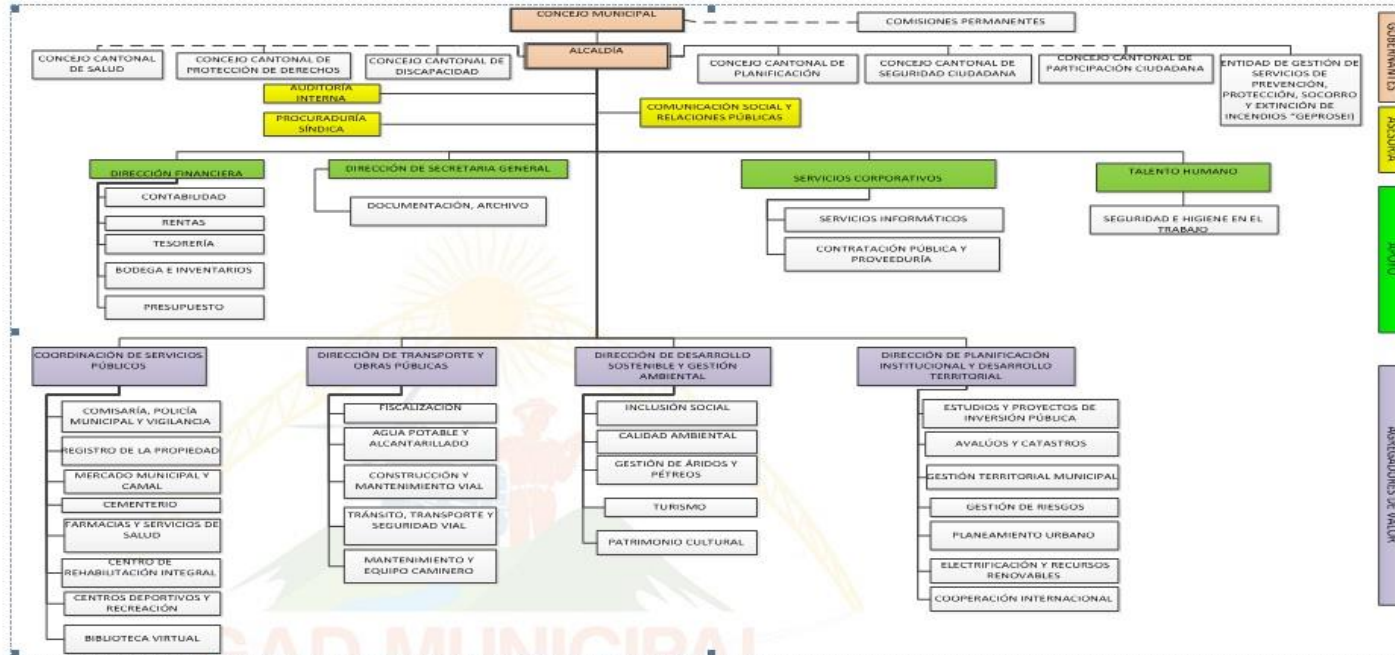 CONCEJO MUNICIPAL
COMISIONES PERMANENTES
ALCALDÍA
CONCEJO CANTONAL
DE SALUD
CONCEJO CANTONAL DE
PROTECCIÓN DE DERECHOS
CONCEJO CANTONAL DE
DISCAPACIDAD
CONCEJO CANTONAL DE
PLANIFICACIÓN
CONCEJO CANTONAL DE
SEGURIDAD CIUDADANA
CONCEJO CANTONAL DE
PARTICIPACIÓN CIUDADANA
ENTIDAD DE GESTIÓN DE
SERVICIOS DE
PREVENCIÓN,
PROTECCIÓN, SOCORRO
Y EXTINCIÓN DE
INCENDIOS "GEPROSEI)
AUDITORÍA
INTERNA
PROCURADURÍA
SÍNDICA
COMUNICACIÓN SOCIAL Y
RELACIONES PÚBLICAS
DIRECCIÓN FINANCIERA
CONTABILIDAD
RENTAS
TESORERÍA
BODEGA E INVENTARIOS
PRESUPUESTO
DIRECCIÓN DE SECRETARIA GENERAL
DOCUMENTACIÓN, ARCHIVO
SERVICIOS CORPORATIVOS
SERVICIOS INFORMÁTICOS
CONTRATACIÓN PÚBLICA Y
PROVEEDURÍA
TALENTO HUMANO
SEGURIDAD E HIGIENE EN EL
TRABAJO
COORDINACIÓN DE SERVICIOS
PÚBLICOS
COMISARÍA, POLICÍA
MUNICIPAL Y VIGILANCIA
REGISTRO DE LA PROPIEDAD
MERCADO MUNICIPAL Y
CAMAL
CEMENTERIO
FARMACIAS Y SERVICIOS DE
SALUD
CENTRO DE
REHABILITACIÓN INTEGRAL
CENTROS DEPORTIVOS Y
RECREACIÓN
BIBLIOTECA VIRTUAL
DIRECCIÓN DE TRANSPORTE Y
OBRAS PÚBLICAS
FISCALIZACIÓN
AGUA POTABLE Y
ALCANTARILLADO
CONSTRUCCIÓN Y
MANTENIMIENTO VIAL
TRÁNSITO, TRANSPORTE Y
SEGURIDAD VIAL
MANTENIMIENTO Y
EQUIPO CAMINERO
DIRECCIÓN DE DESARROLLO
SOSTENIBLE Y GESTIÓN
AMBIENTAL
INCLUSIÓN SOCIAL
CALIDAD AMBIENTAL
GESTIÓN DE ÁRIDOS Y
PÉTREOS
TURISMO
PATRIMONIO CULTURAL
DIRECCIÓN DE PLANIFICACIÓN
INSTITUCIONAL Y DESARROLLO
TERRITORIAL
ESTUDIOS Y PROYECTOS DE
INVERSIÓN PÚBLICA
AVALÚOS Y CATASTROS
GESTIÓN TERRITORIAL MUNICIPAL
GESTIÓN DE RIESGOS
PLANEAMIENTO URBANO
ELECTRIFICACIÓN Y RECURSOS
RENOVABLES
COOPERACIÓN INTERNACIONAL
ASESORÍA
APOYO
AGREGADORES DE VALOR
GAD MUNICIPAL